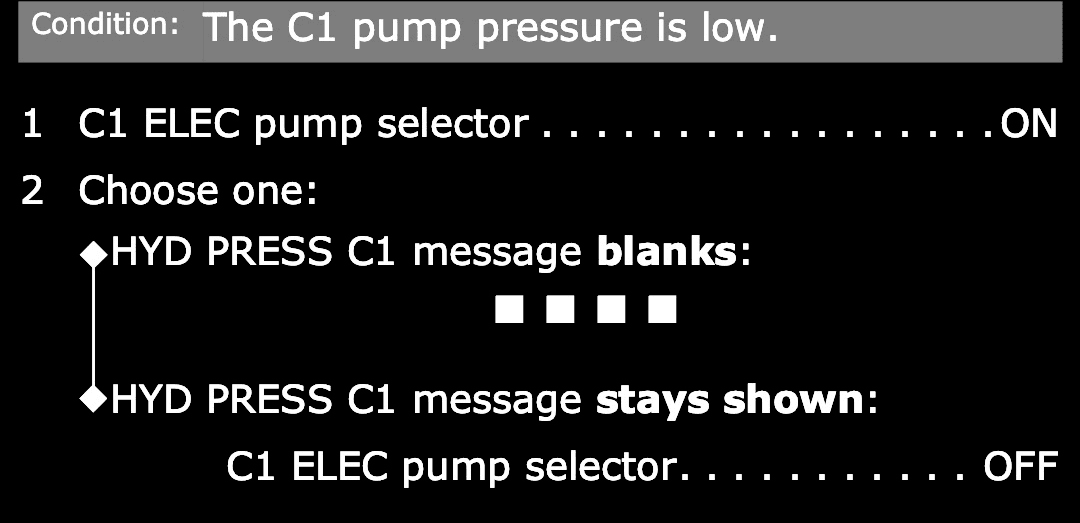 Condition: The C1 pump pressure is low.
1 C1 ELEC pump selector . . . . . . . . . . . . . . . . . ON
2 Choose one:
◆HYD PRESS C1 message blanks:
■ ■ ■ ■
◆HYD PRESS C1 message stays shown:
C1 ELEC pump selector. . . . . . . . . . . OFF